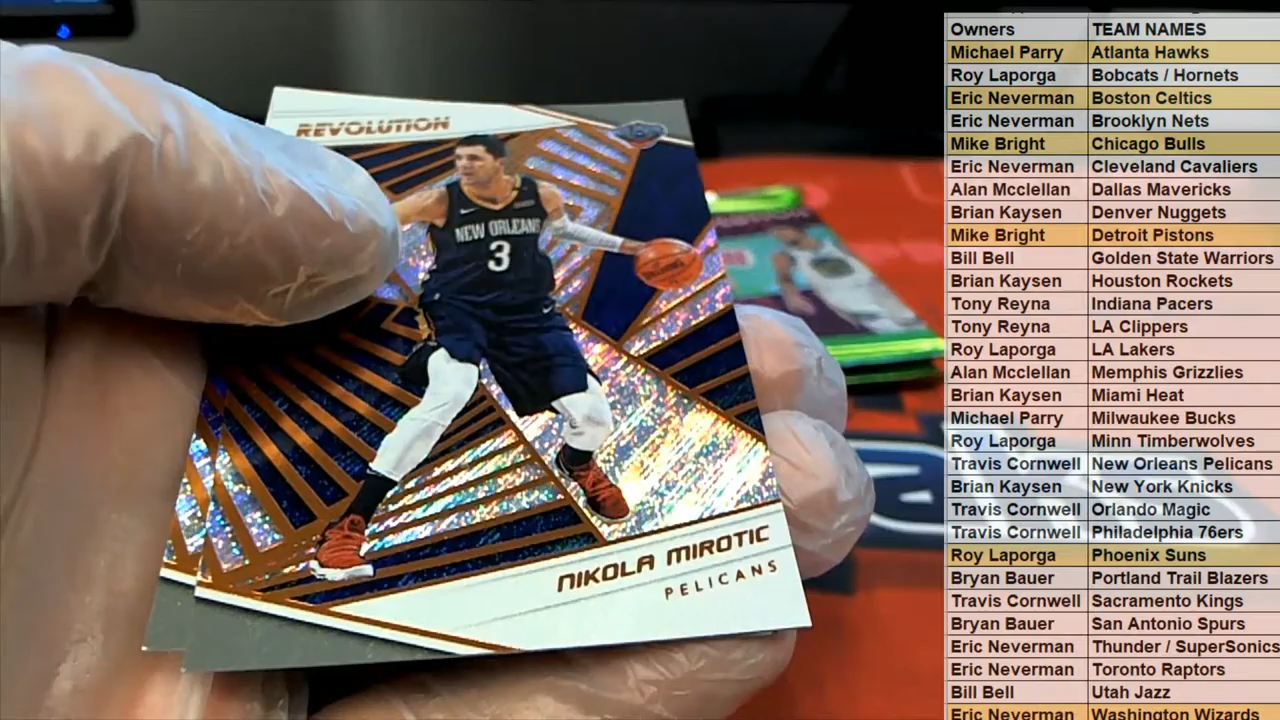 REVOLUTION
NEW ORLEANS
3
NIKOLA MIROTIC
PELICANS
Owners TEAM NAMES
Michael Parry Atlanta Hawks
Roy Laporga Bobcats / Hornets
Eric Neverman Boston Celtics
Eric Neverman Brooklyn Nets
Mike Bright Chicago Bulls
Eric Neverman Cleveland Cavaliers
Alan Mcclellan Dallas Mavericks
Brian Kaysen Denver Nuggets
Mike Bright Detroit Pistons
Bill Bell Golden State Warriors
Brian Kaysen Houston Rockets
Tony Reyna Indiana Pacers
Tony Reyna LA Clippers
Roy Laporga LA Lakers
Alan Mcclellan Memphis Grizzlies
Brian Kaysen Miami Heat
Michael Parry Milwaukee Bucks
Roy Laporga Minn Timberwolves
Travis Cornwell New Orleans Pelicans
Brian Kaysen New York Knicks
Travis Cornwell Orlando Magic
Travis Cornwell Philadelphia 76ers
Roy Laporga Phoenix Suns
Bryan Bauer Portland Trail Blazers
Travis Cornwell Sacramento Kings
Bryan Bauer San Antonio Spurs
Eric Neverman Thunder / SuperSonics
Eric Neverman Toronto Raptors
Bill Bell Utah Jazz
Eric Neverman Washington Wizards